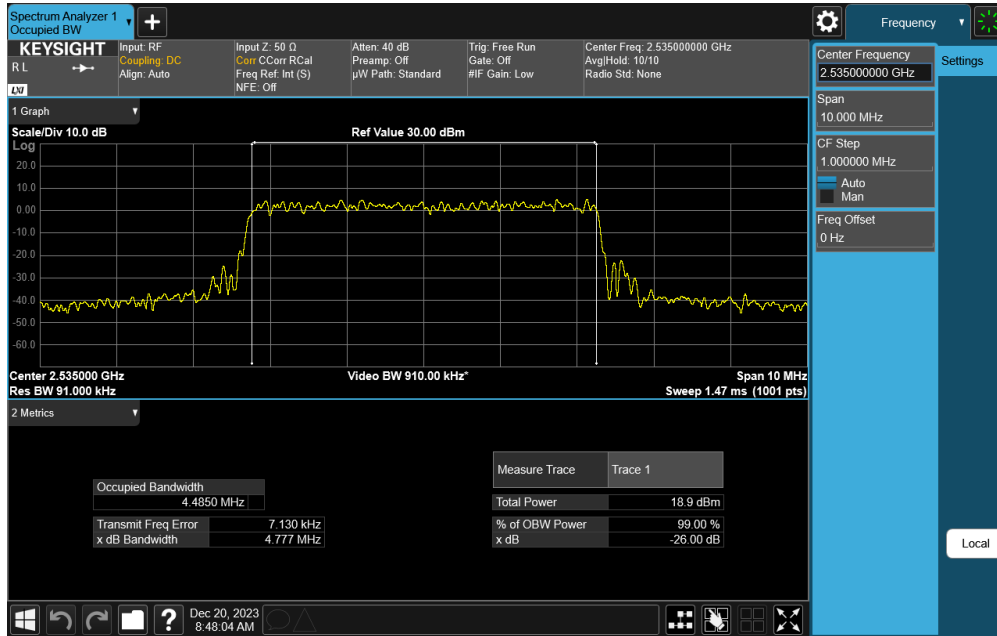 Spectrum Analyzer 1
Occupied BW
Frequency
KEYSIGHT
R L
LXI
Input: RF
Coupling: DC
Align: Auto
Input Z: 50 Ω
Corr CCorr RCal
Freq Ref: Int (S)
NFE: Off
Atten: 40 dB
Preamp: Off
µW Path: Standard
Trig: Free Run
Gate: Off
#IF Gain: Low
Center Freq: 2.535000000 GHz
Avg|Hold: 10/10
Radio Std: None
Center Frequency
2.535000000 GHz
Settings
Span
10.000 MHz
CF Step
1.000000 MHz
Auto
Man
Freq Offset
0 Hz
Local
1 Graph
Scale/Div 10.0 dB
Ref Value 30.00 dBm
Log
20.0
10.0
0.00
-10.0
-20.0
-30.0
-40.0
-50.0
-60.0
Center 2.535000 GHz
Video BW 910.00 kHz*
Span 10 MHz
Res BW 91.000 kHz
Sweep 1.47 ms (1001 pts)
2 Metrics
Occupied Bandwidth
4.4850 MHz
Transmit Freq Error 7.130 kHz
x dB Bandwidth 4.777 MHz
Measure Trace Trace 1
Total Power 18.9 dBm
% of OBW Power 99.00 %
x dB -26.00 dB
?
Dec 20, 2023
8:48:04 AM